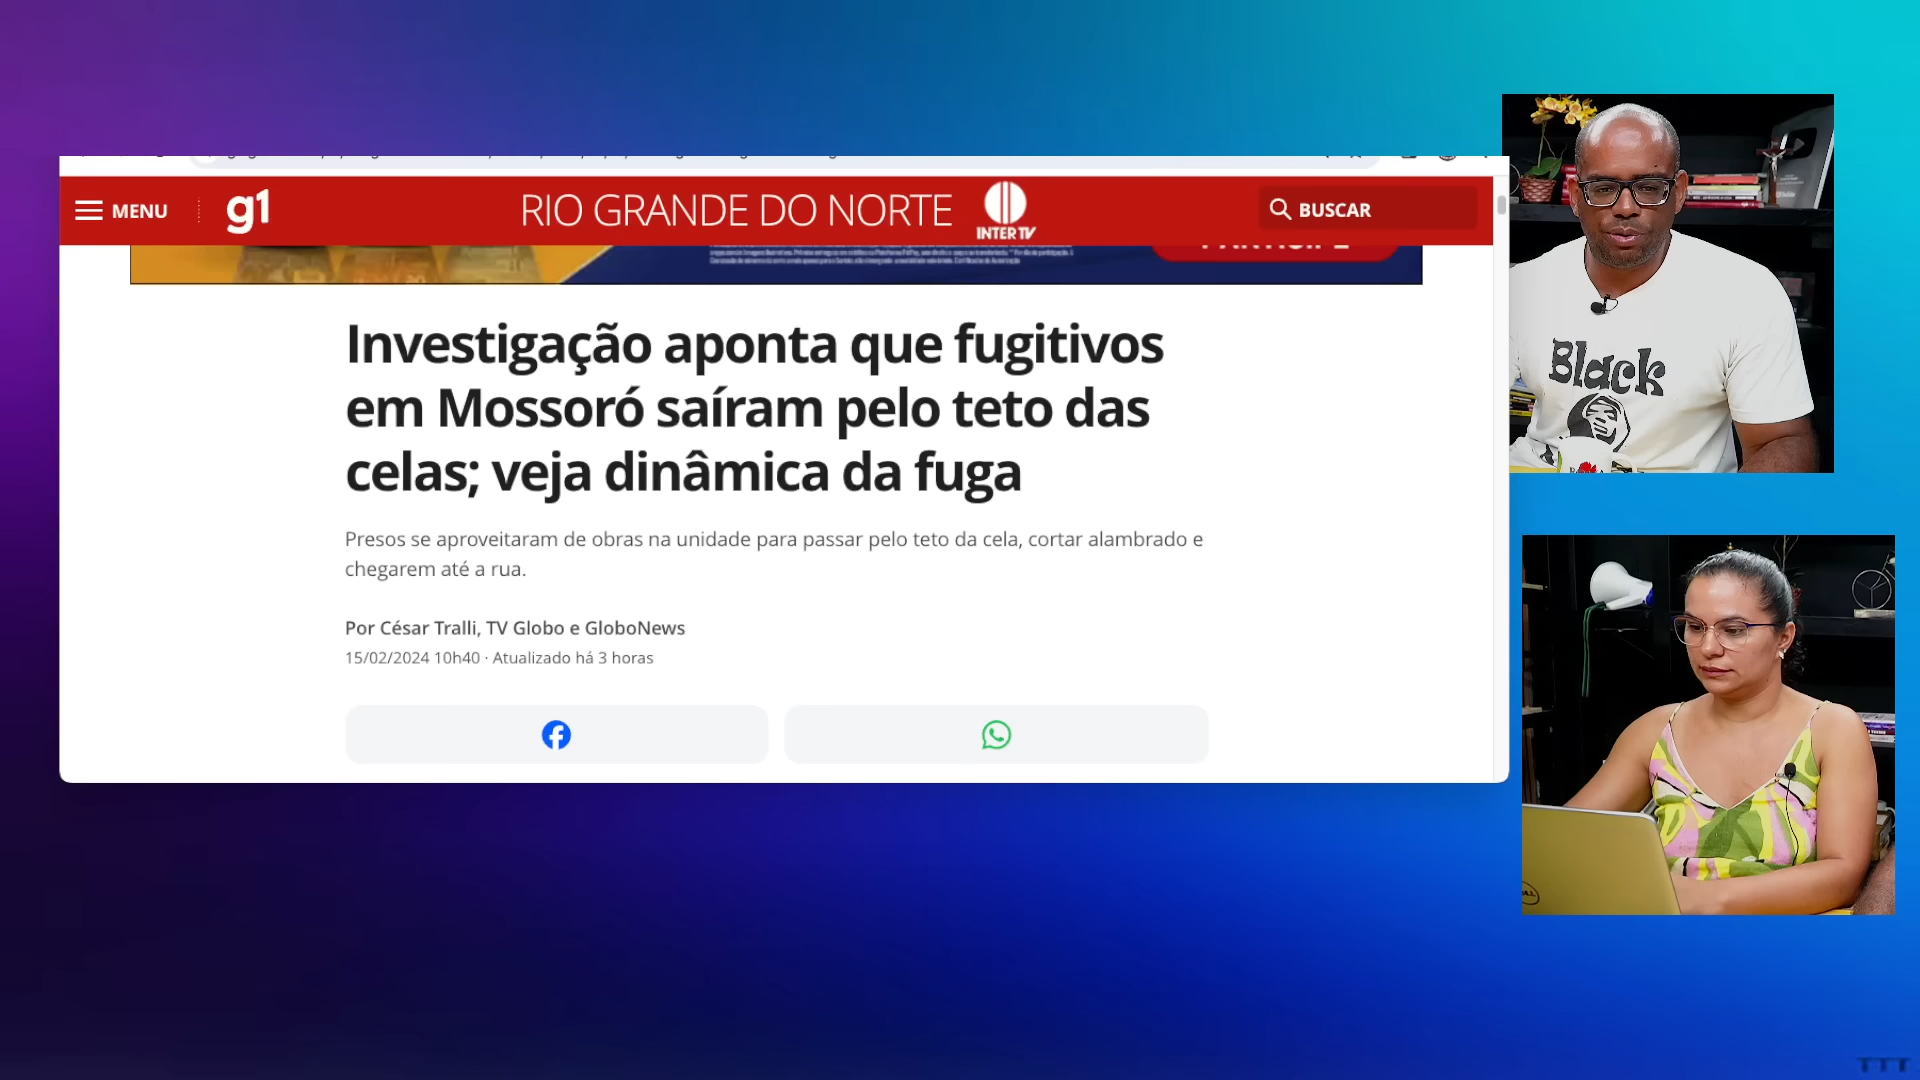 MENU
g1
RIO GRANDE DO NORTE
INTER TV
BUSCAR
Investigação aponta que fugitivos
em Mossoró saíram pelo teto das
celas; veja dinâmica da fuga
Presos se aproveitaram de obras na unidade para passar pelo teto da cela, cortar alambrado e
chegarem até a rua.
Por César Tralli, TV Globo e GloboNews
15/02/2024 10h40 · Atualizado há 3 horas
Black
TTT